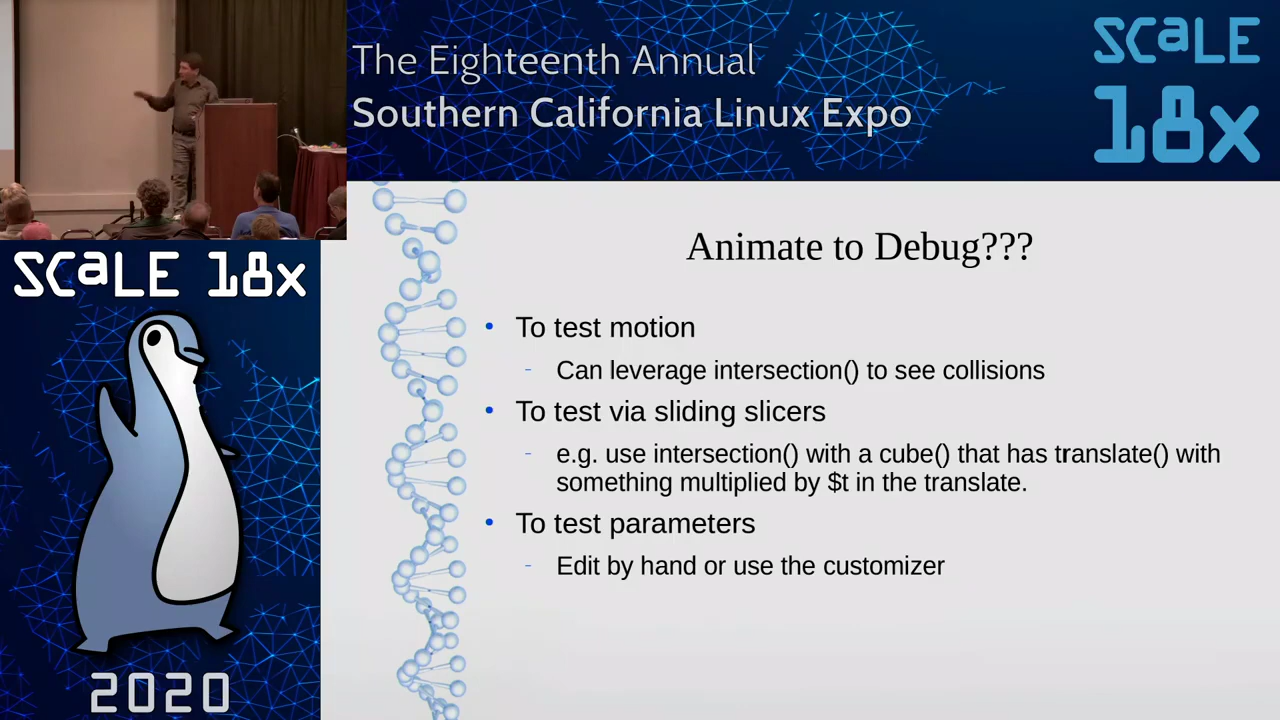 The Eighteenth Annual
Southern California Linux Expo
SCaLE
18x
SCaLE 18x
2020
Animate to Debug???
• To test motion
- Can leverage intersection() to see collisions
• To test via sliding slicers
- e.g. use intersection() with a cube() that has translate() with
something multiplied by $t in the translate.
• To test parameters
- Edit by hand or use the customizer